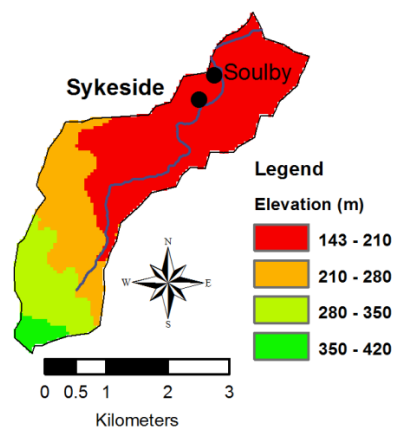 Soulby
Sykeside
Legend
Elevation (m)
143 - 210
210 - 280
280 - 350
350 - 420
N
W E
S
0 0.5 1 2 3
Kilometers